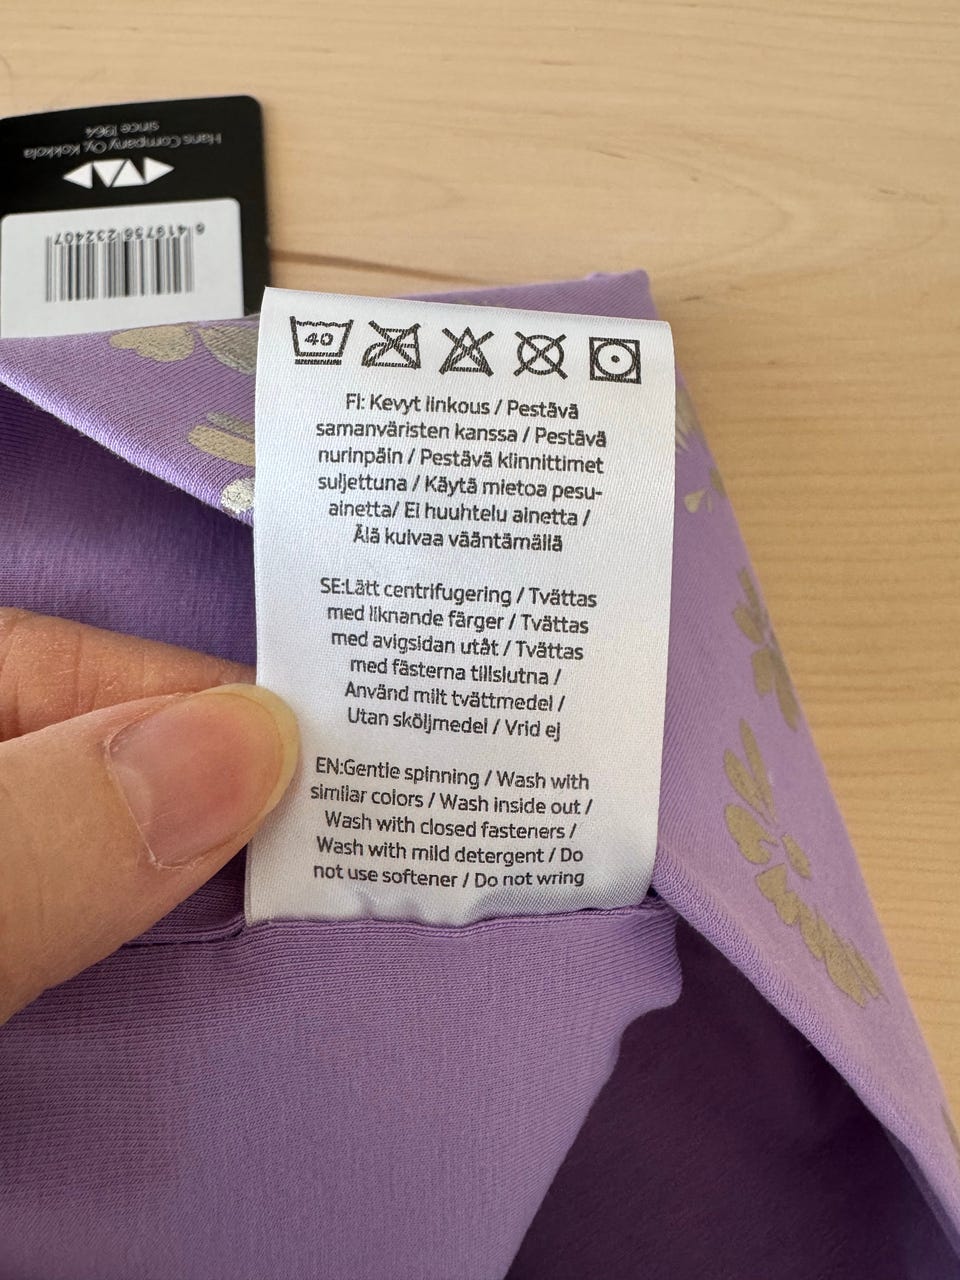 Hans Company Oy, Kokkola
since 1964
6 419756 232407
40
FI: Kevyt linkous / Pestävä
samanväristen kanssa / Pestävä
nurinpäin / Pestävä kiinnittimet
suljettuna / Käytä mietoa pesu-
ainetta/ Ei huuhtelu ainetta /
Älä kuivaa vääntämällä
SE:Lätt centrifugering / Tvättas
med liknande färger / Tvättas
med avigsidan utåt / Tvättas
med fästerna tillslutna /
Använd milt tvättmedel /
Utan sköljmedel / Vrid ej
EN:Gentle spinning / Wash with
similar colors / Wash inside out /
Wash with closed fasteners /
Wash with mild detergent / Do
not use softener / Do not wring